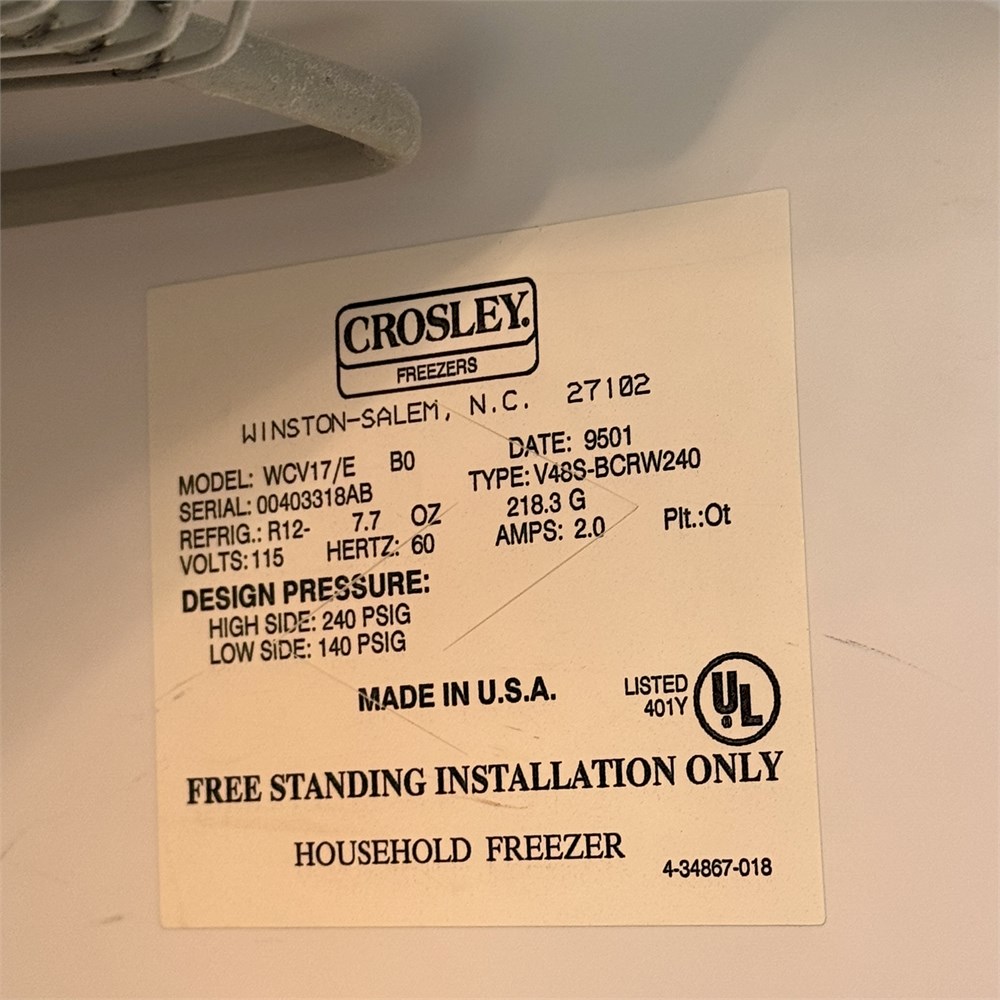 CROSLEY.
FREEZERS
WINSTON-SALEM, N.C. 27102
MODEL: WCV17/E B0 DATE: 9501
SERIAL: 00403318AB TYPE: V48S-BCRW240
REFRIG.: R12- 7.7 OZ 218.3 G
VOLTS: 115 HERTZ: 60 AMPS: 2.0 Plt.:Ot
DESIGN PRESSURE:
HIGH SIDE: 240 PSIG
LOW SIDE: 140 PSIG
MADE IN U.S.A.
LISTED
401Y
UL
FREE STANDING INSTALLATION ONLY
HOUSEHOLD FREEZER
4-34867-018